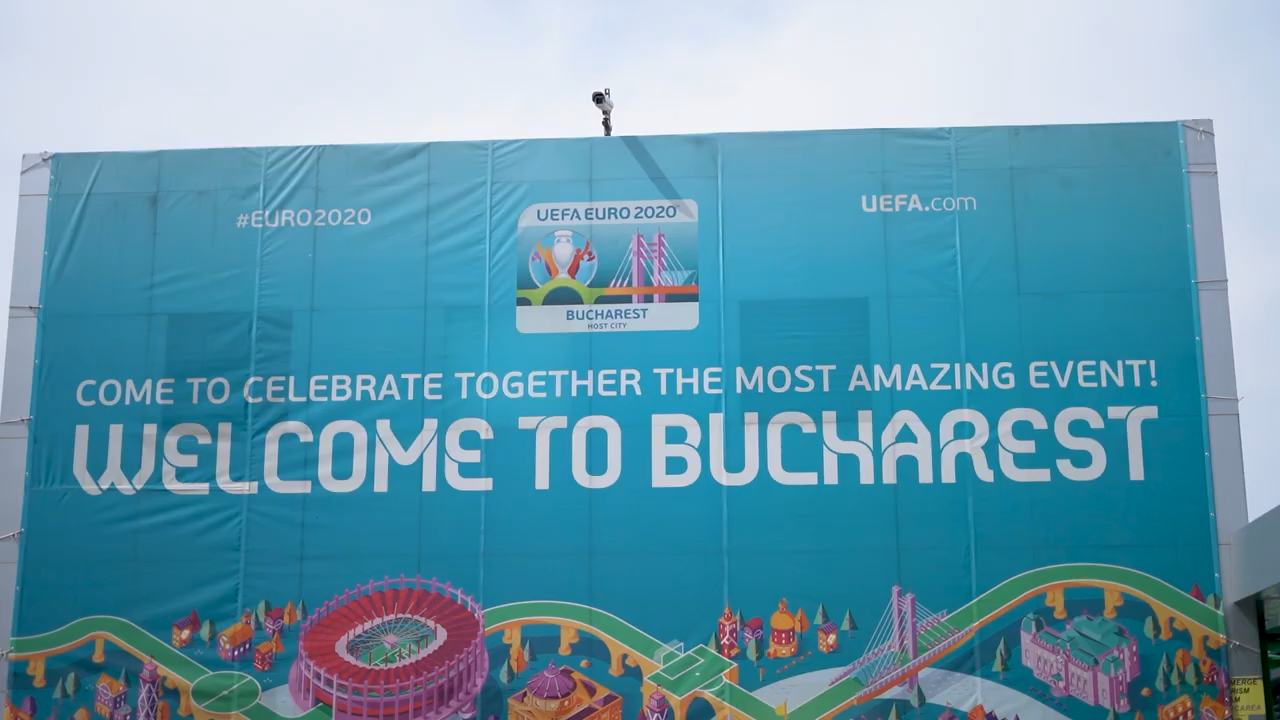 #EURO2020
UEFA.com
UEFA EURO 2020
BUCHAREST
HOST CITY
COME TO CELEBRATE TOGETHER THE MOST AMAZING EVENT!
WELCOME TO BUCHAREST